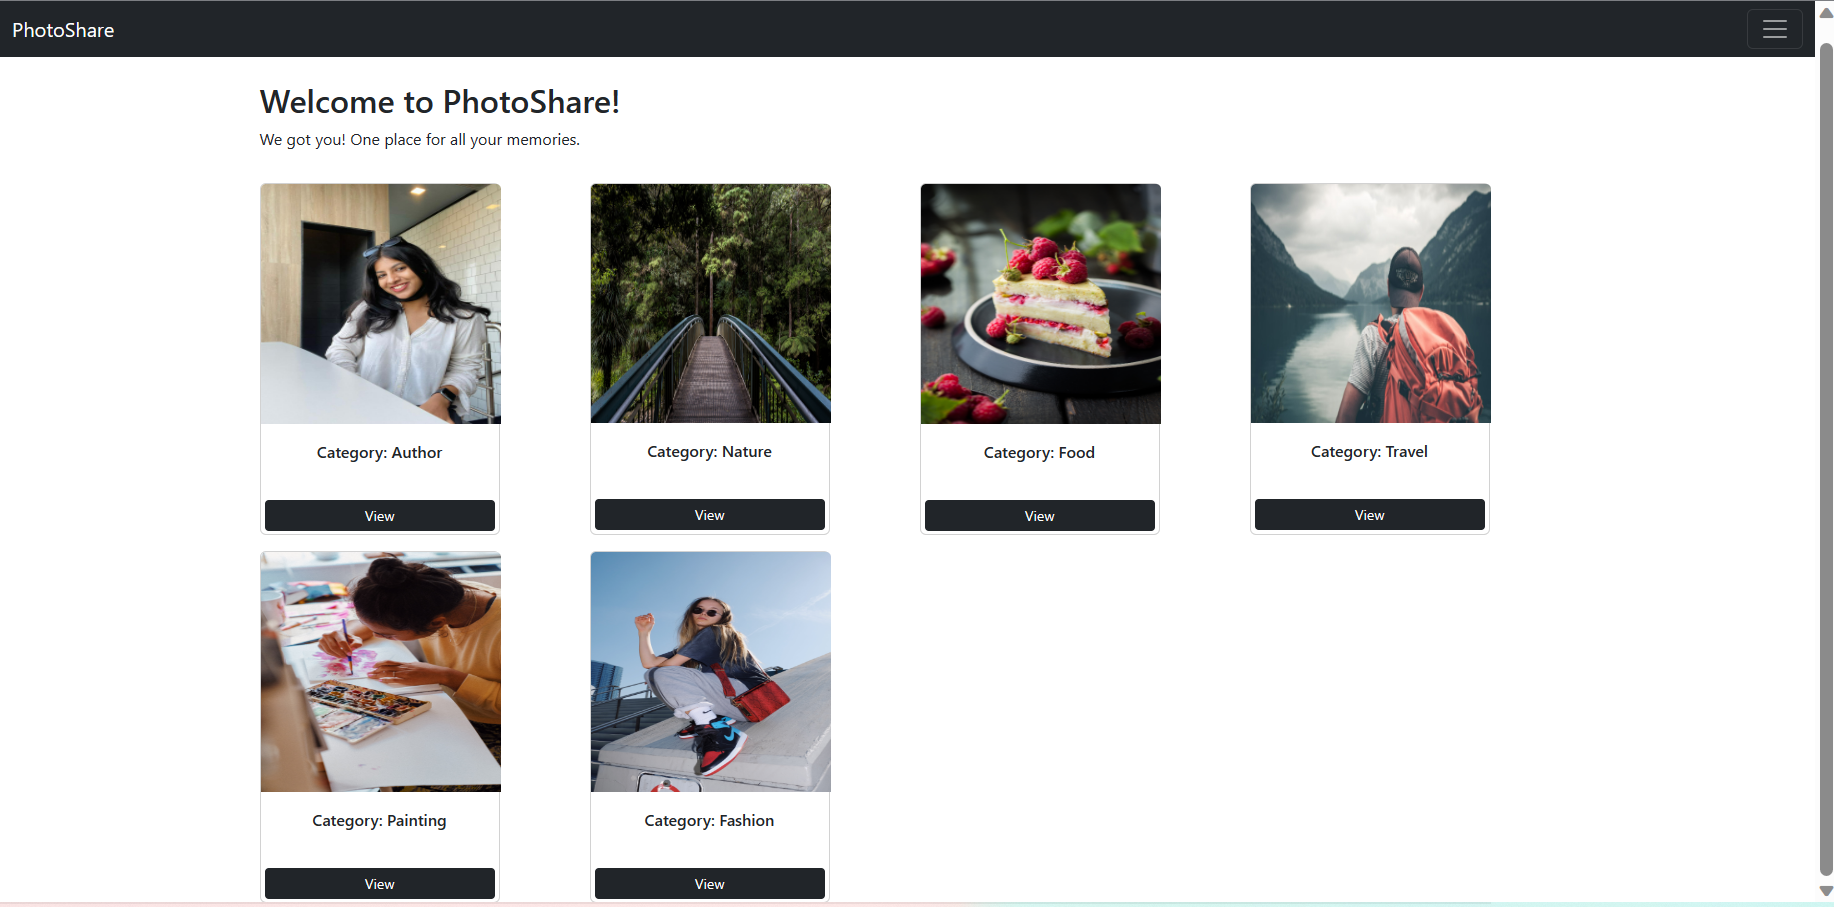 PhotoShare
Welcome to PhotoShare!
We got you! One place for all your memories.
Category: Author
View
Category: Nature
View
Category: Food
View
Category: Travel
View
Category: Painting
View
Category: Fashion
View